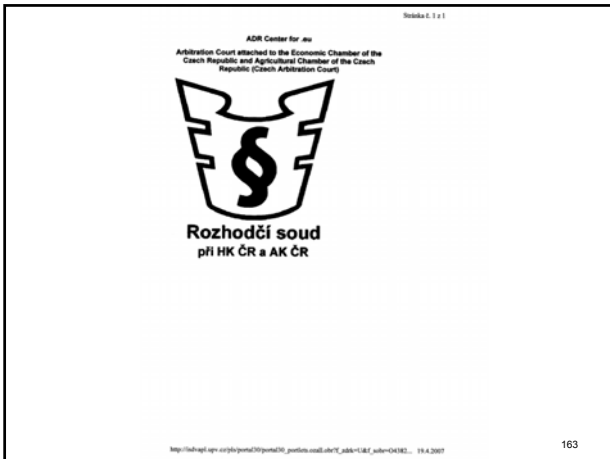 Stránka č. 1 z 1
ADR Center for .eu
Arbitration Court attached to the Economic Chamber of the
Czech Republic and Agricultural Chamber of the Czech
Republic (Czech Arbitration Court)
§
Rozhodčí soud
při HK ČR a AK ČR
19.4.2007
163